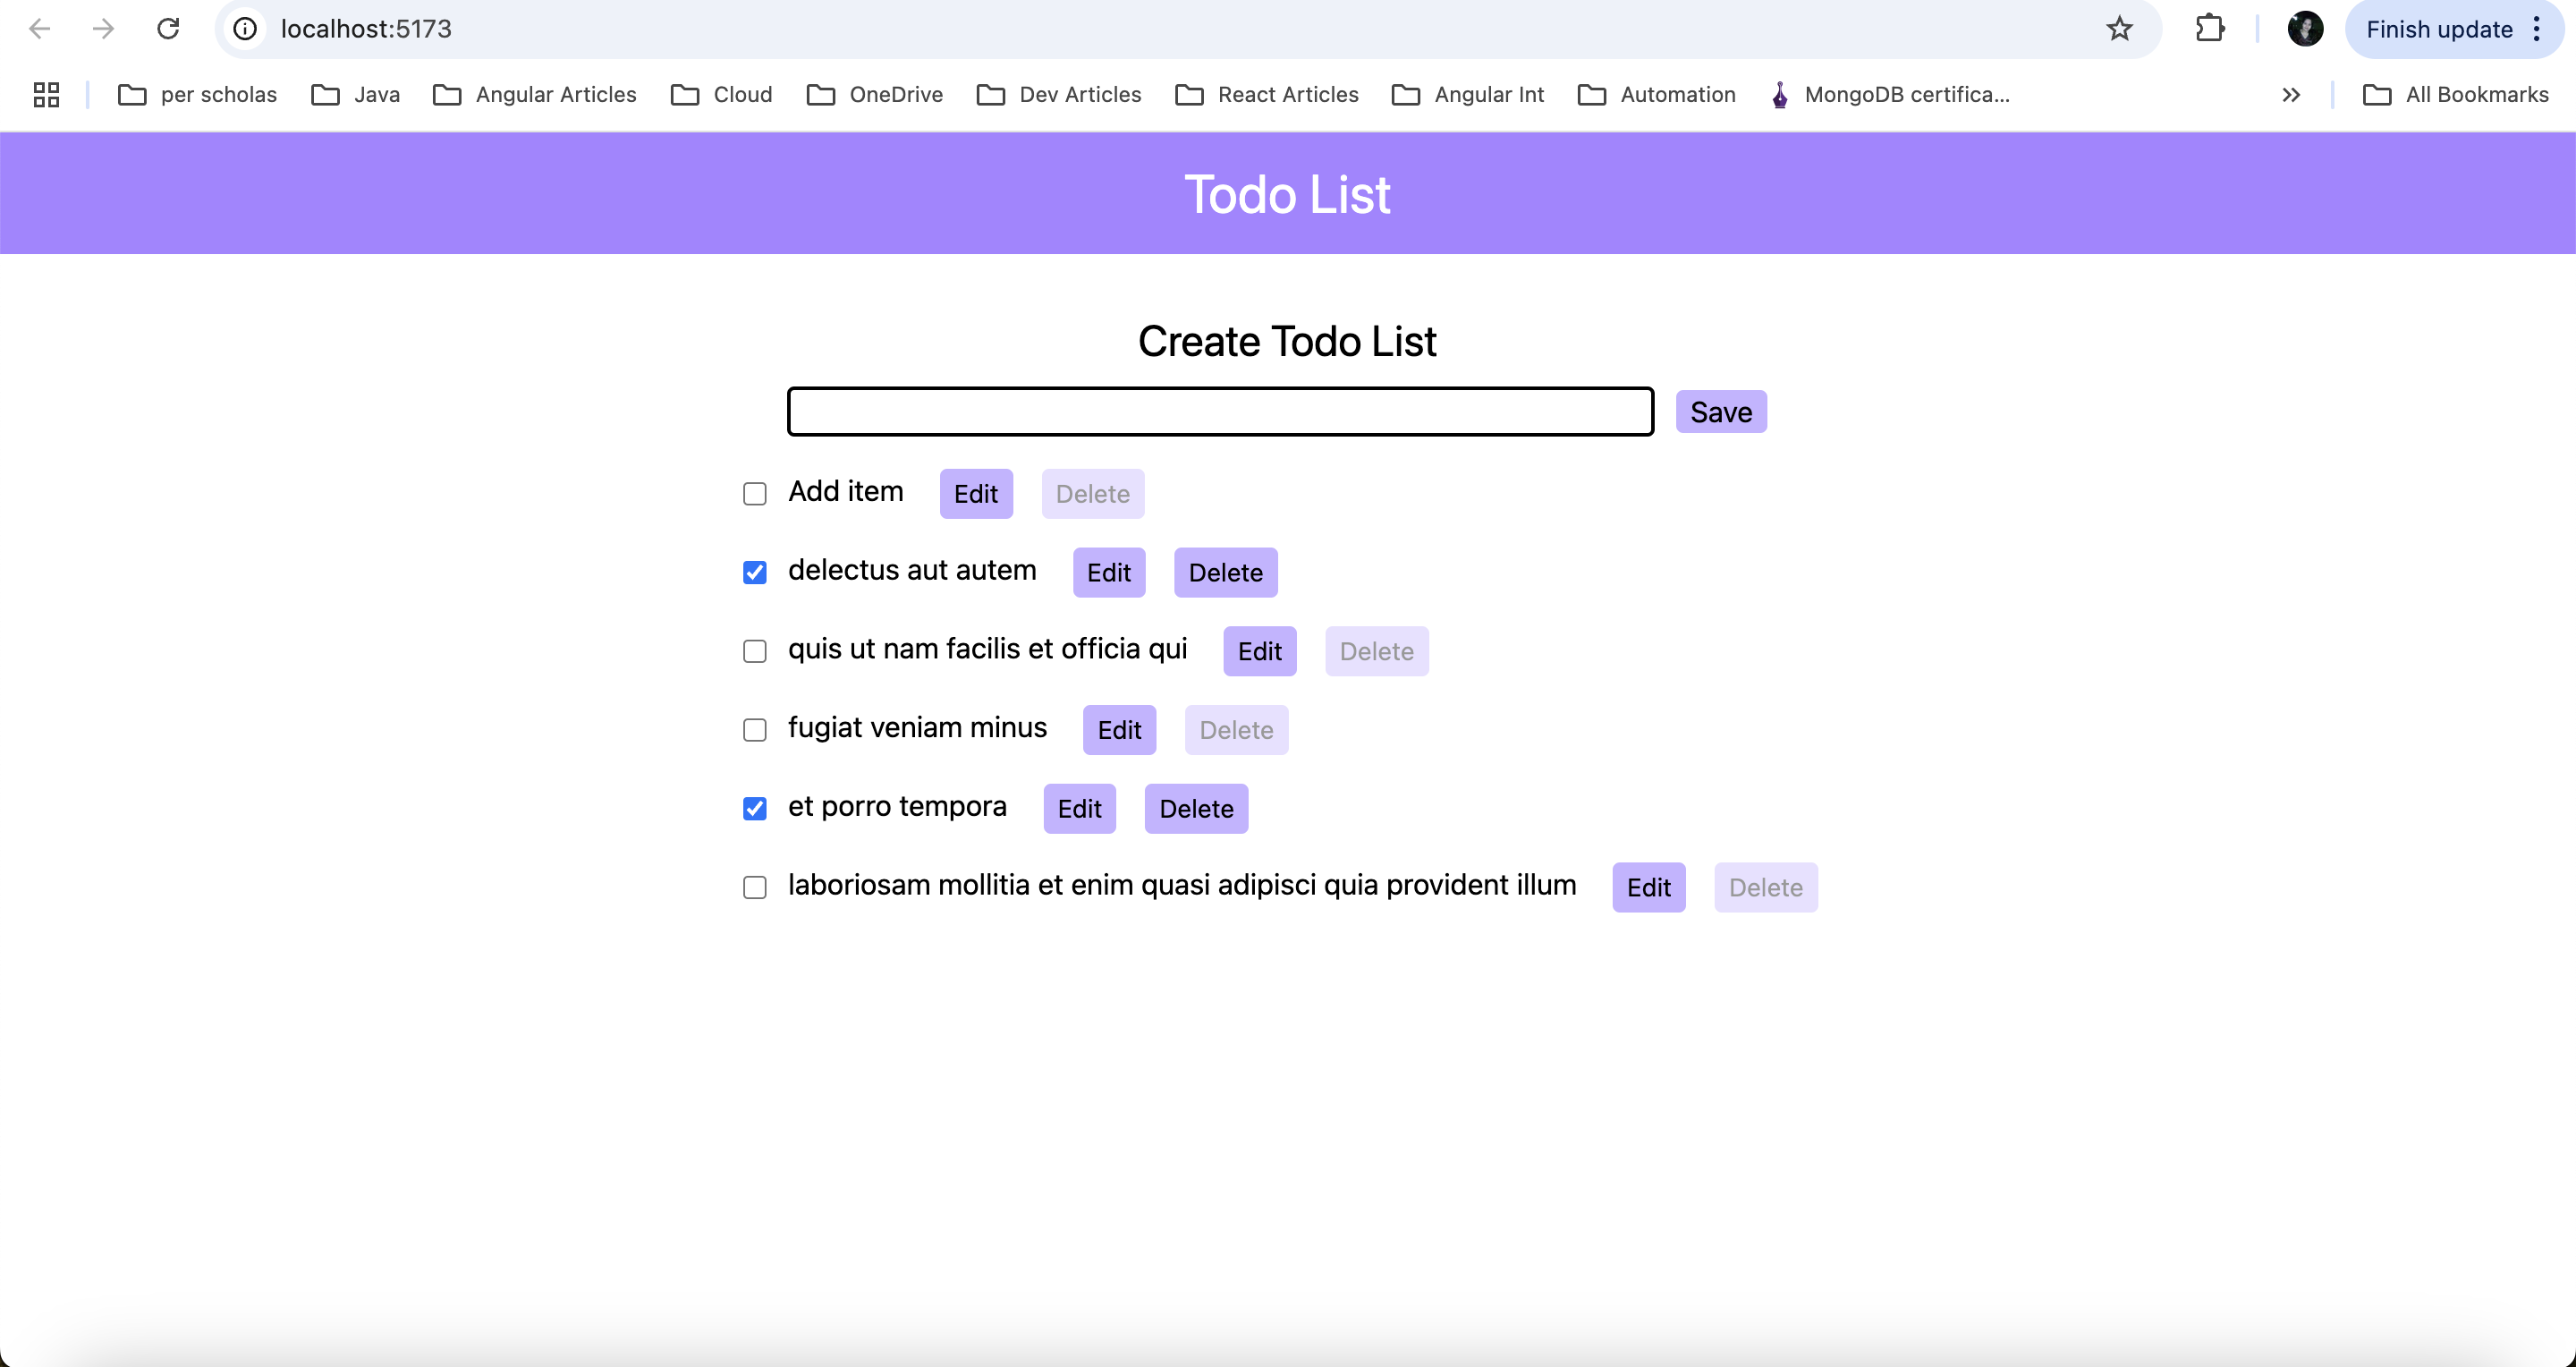 localhost:5173
Finish update
per scholas Java Angular Articles Cloud OneDrive Dev Articles React Articles Angular Int Automation MongoDB certifica... All Bookmarks
Todo List
Create Todo List
Save
Add item Edit Delete
delectus aut autem Edit Delete
quis ut nam facilis et officia qui Edit Delete
fugiat veniam minus Edit Delete
et porro tempora Edit Delete
laboriosam mollitia et enim quasi adipisci quia provident illum Edit Delete